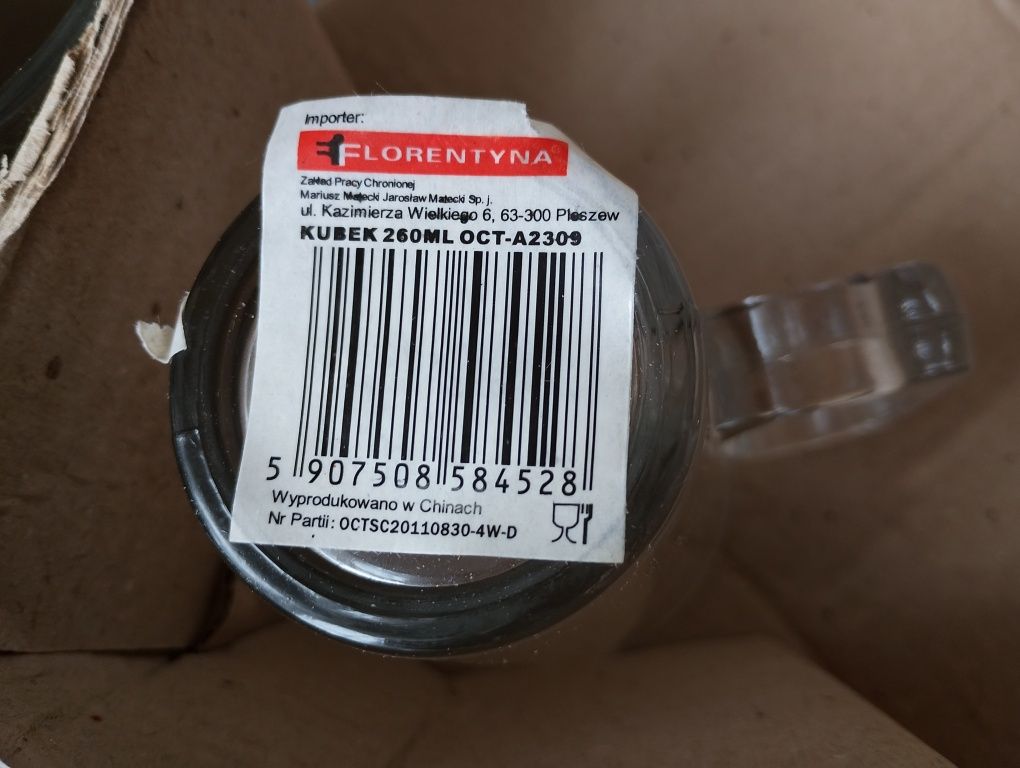 Importer:
FLORENTYNA®
Zakład Pracy Chronionej
Mariusz Małecki Jarosław Małecki Sp. j.
ul. Kazimierza Wielkiego 6, 63-300 Pleszew
KUBEK 260ML OCT-A2309
5 907508 584528
Wyprodukowano w Chinach
Nr Partii: OCTSC20110830-4W-D